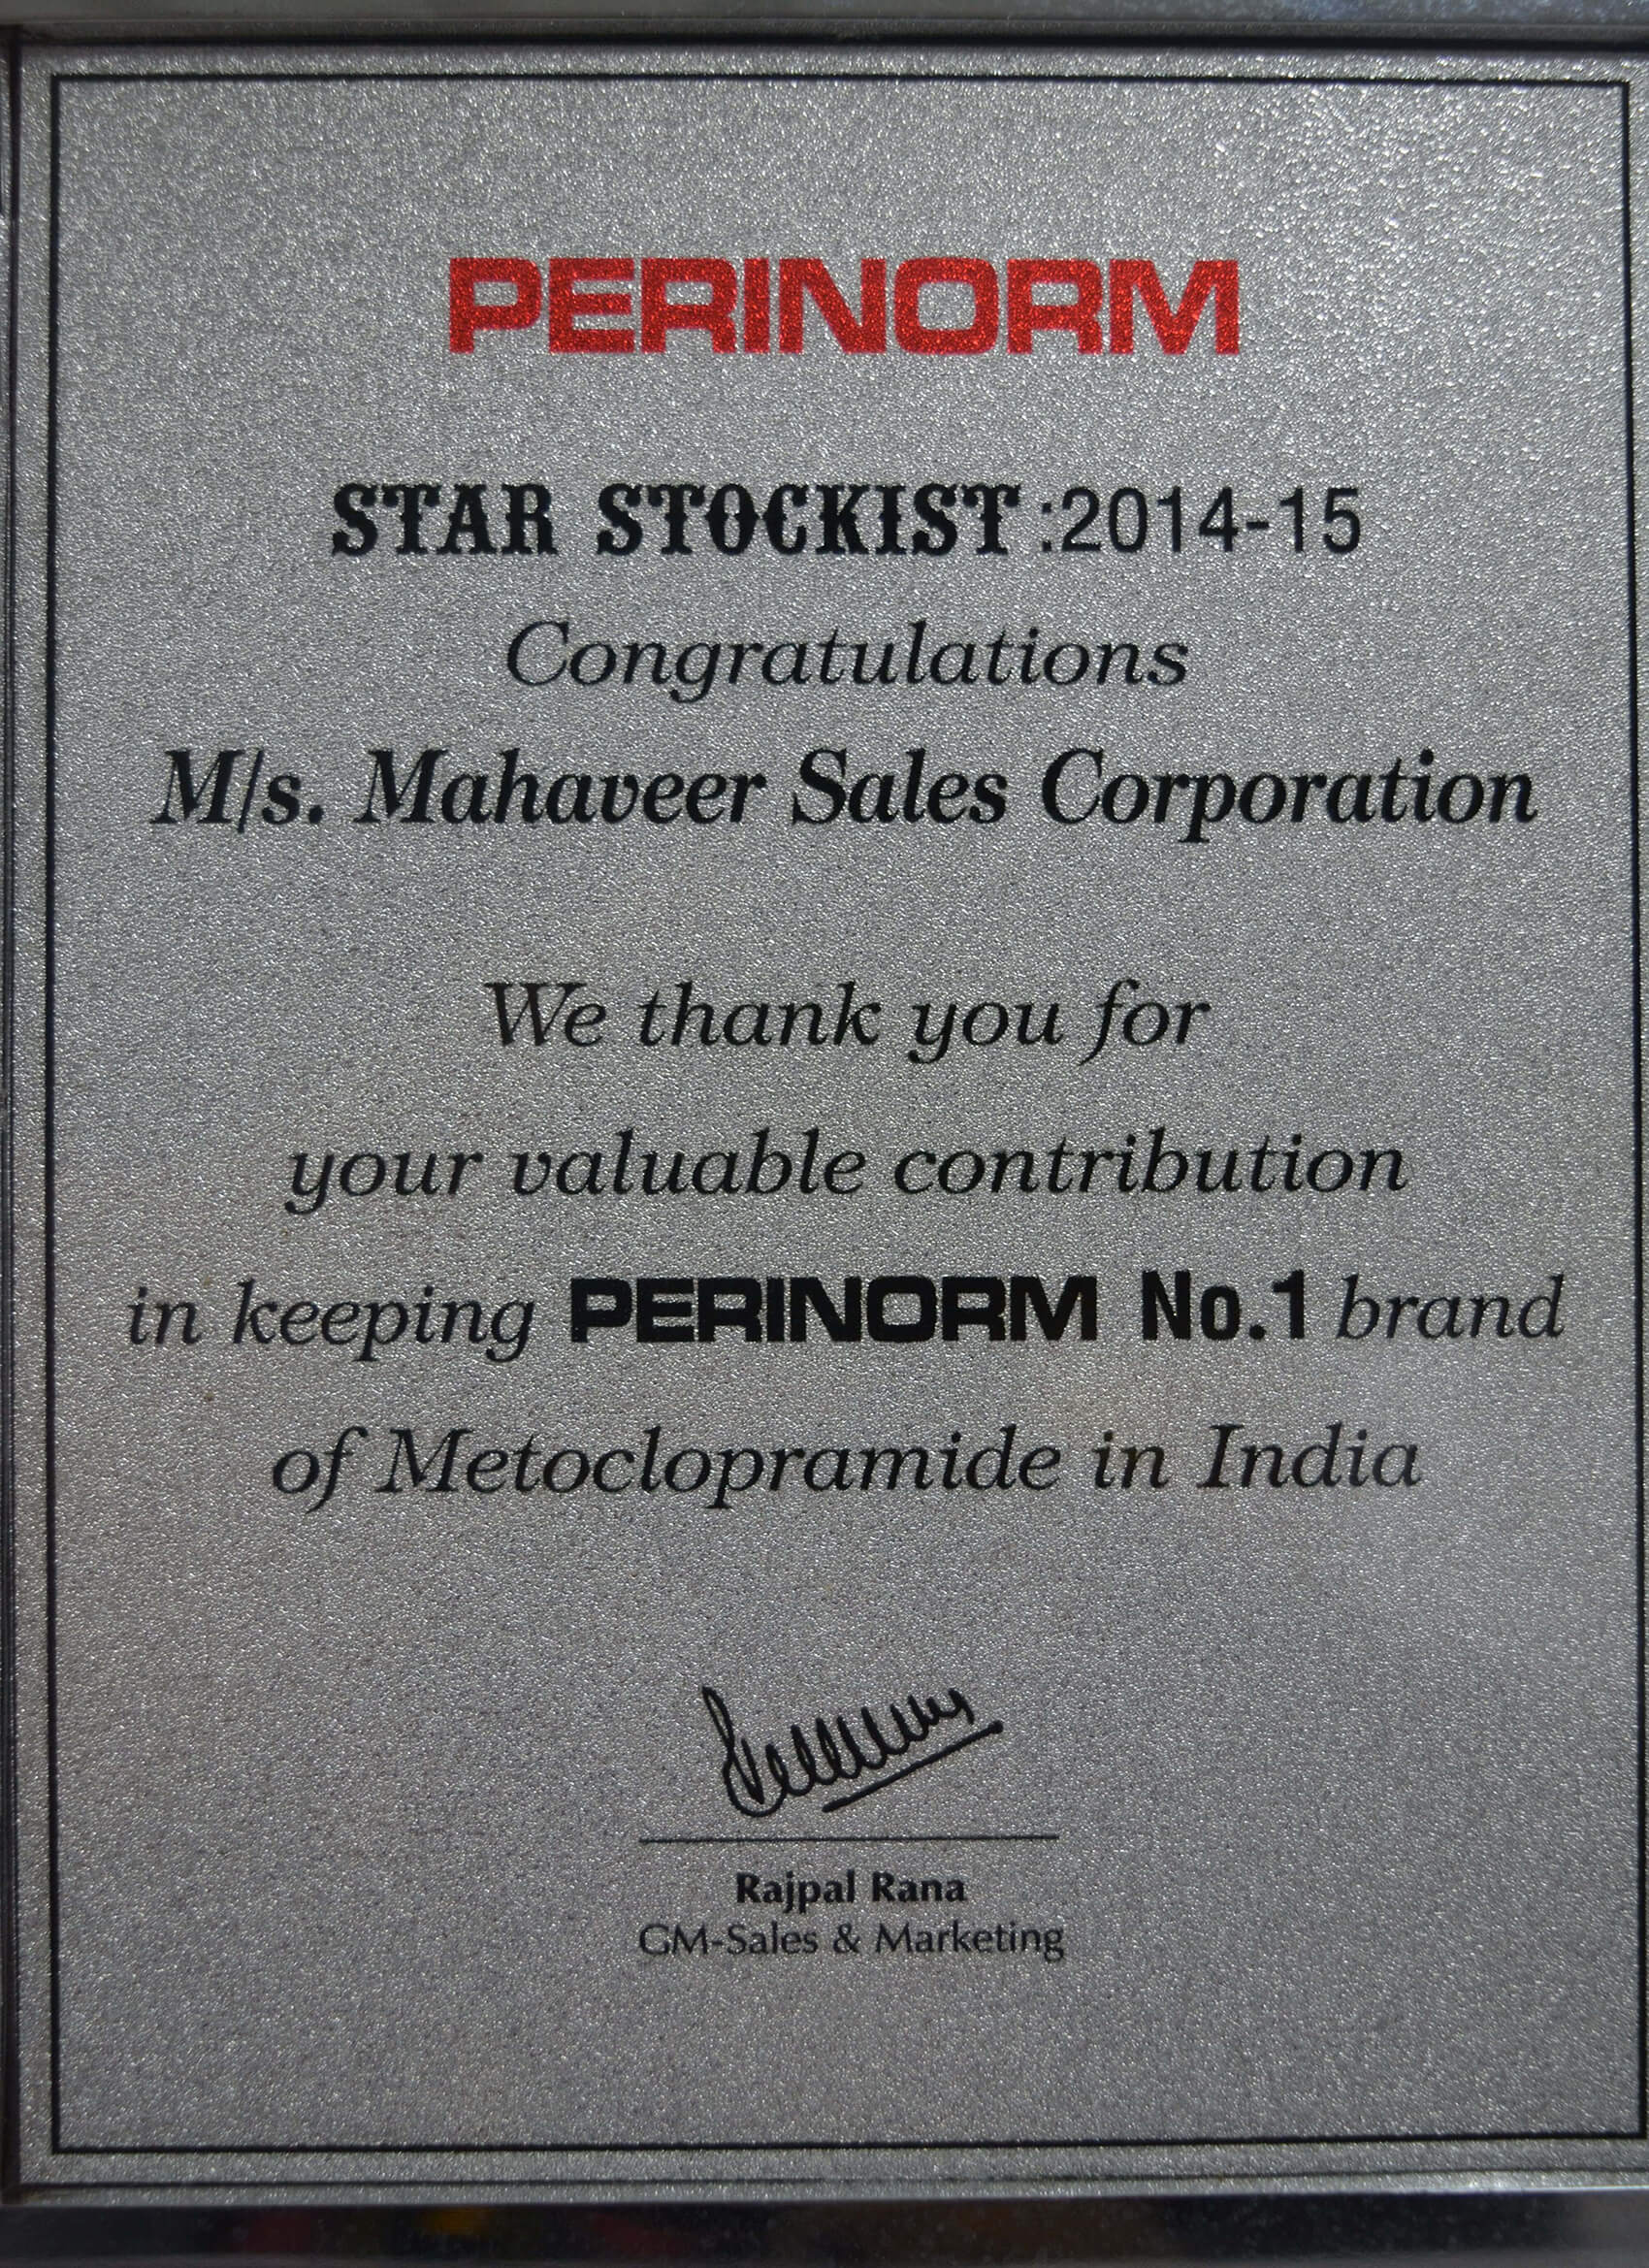 PERINORM
STAR STOCKIST :2014-15
Congratulations
M/s. Mahaveer Sales Corporation
We thank you for
your valuable contribution
in keeping PERINORM No.1 brand
of Metoclopramide in India
Rajpal Rana
GM-Sales & Marketing